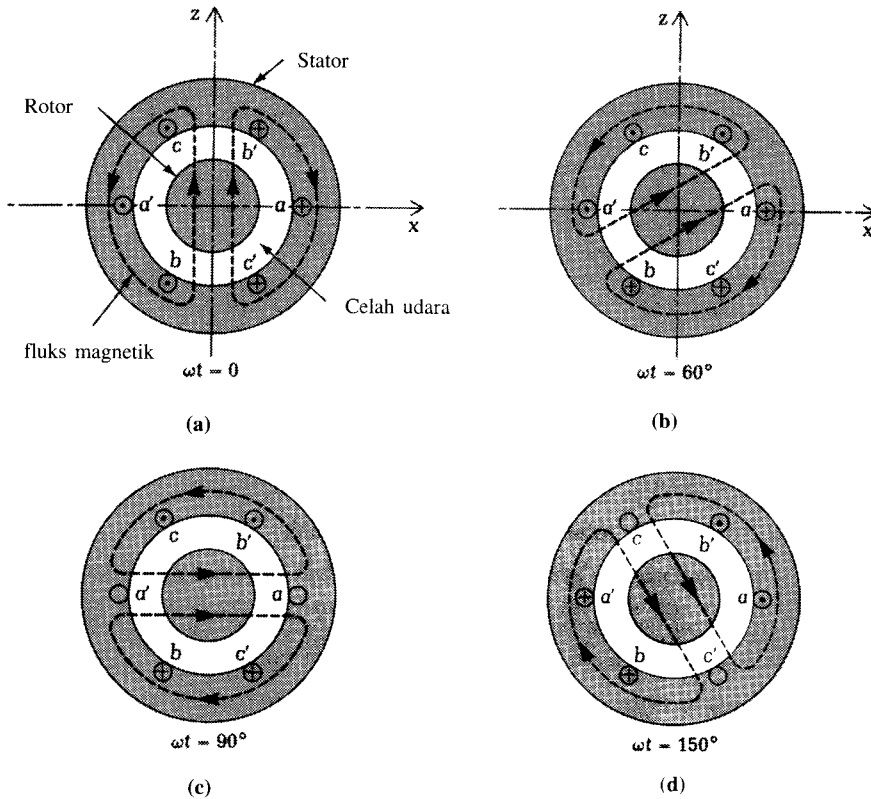 z
Stator
Rotor
c
b'
a'
a
x
b
c'
Celah udara
fluks magnetik
ωt = 0
(a)
z
c
b'
a'
a
x
b
c'
ωt = 60°
(b)
c
b'
a'
a
b
c'
ωt = 90°
(c)
c
b'
a'
a
b
c'
ωt = 150°
(d)